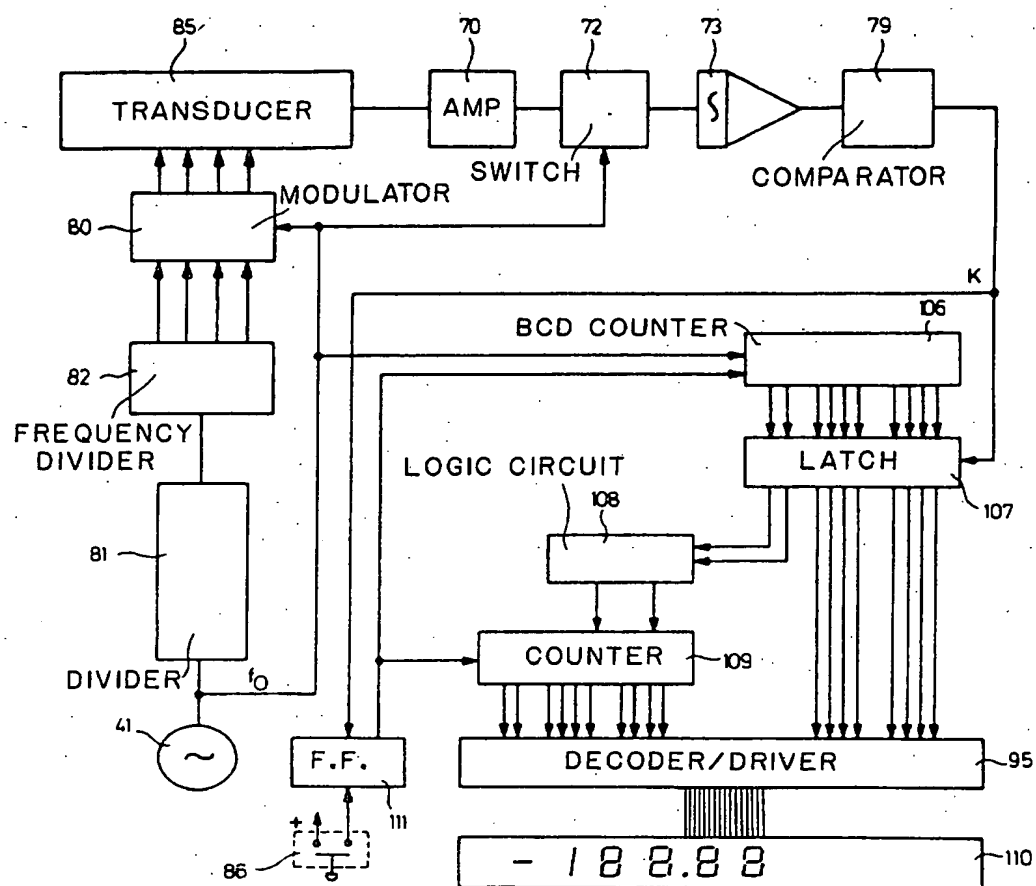 85
70
72
73
79
TRANSDUCER
AMP
∫
SWITCH
COMPARATOR
MODULATOR
80
K
BCD COUNTER
106
82
FREQUENCY
DIVIDER
LATCH
107
LOGIC CIRCUIT
108
81
COUNTER
109
DIVIDER
fO
41
~
F.F.
111
DECODER/DRIVER
95
+
86
-188.88
110